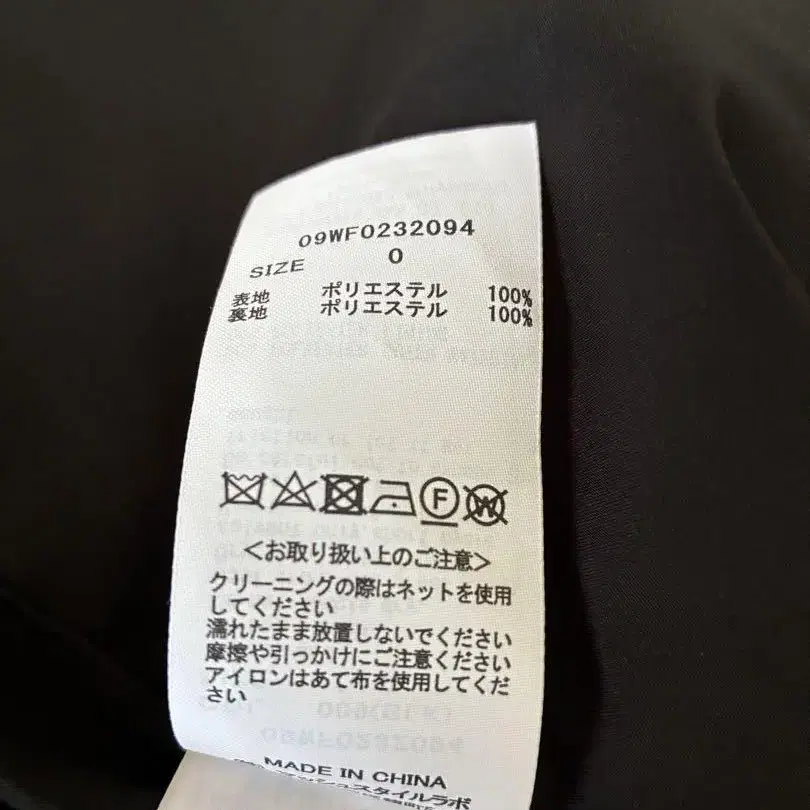 09WF0232094
SIZE 0
表地 ポリエステル 100%
裏地 ポリエステル 100%
<お取り扱い上のご注意>
クリーニングの際はネットを使用
してください
濡れたまま放置しないでください
摩擦や引っかけにご注意ください
アイロンはあて布を使用してくだ
さい
MADE IN CHINA
スタイルラボ